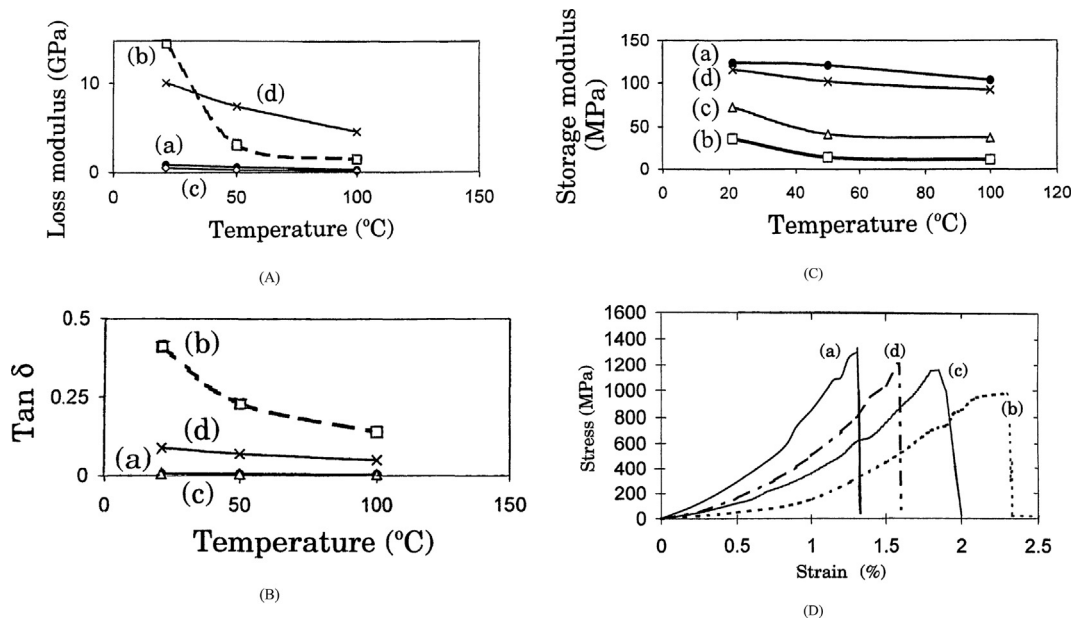 Loss modulus (GPa)
10
0
(b)
(d)
(a)
(c)
0
50
100
150
Temperature (ºC)
(A)
Storage modulus
(MPa)
150
100
50
0
(a)
(d)
(c)
(b)
0
20
40
60
80
100
120
Temperature (ºC)
(C)
Tan δ
0.5
0.25
0
(b)
(d)
(a)
(c)
0
50
100
150
Temperature (ºC)
(B)
Stress (MPa)
1600
1400
1200
1000
800
600
400
200
0
(a)
(d)
(c)
(b)
0
0.5
1
1.5
2
2.5
Strain (%)
(D)